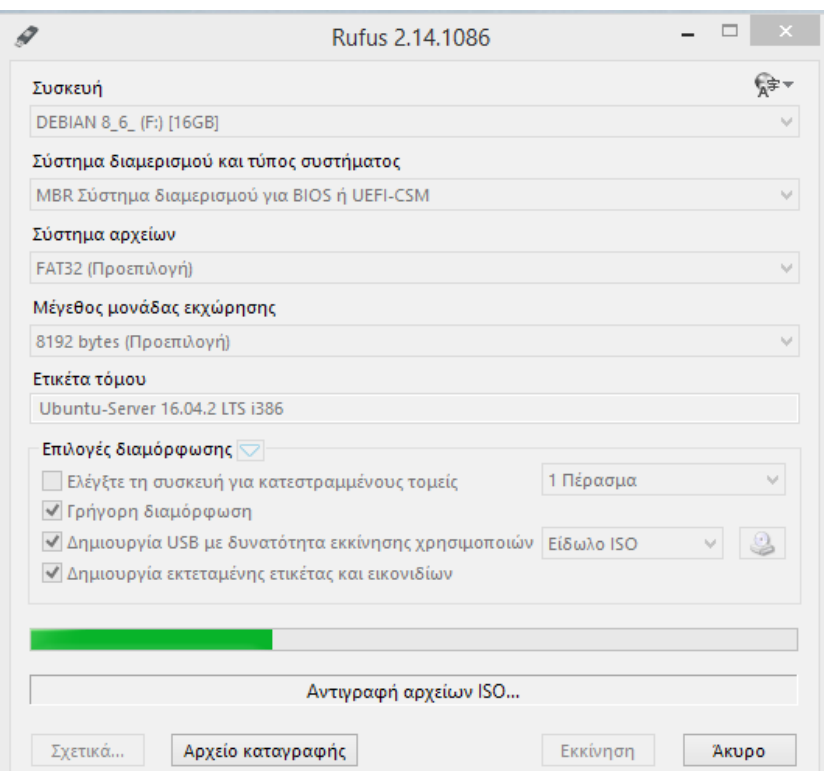 Rufus 2.14.1086
Συσκευή
DEBIAN 8_6_ (F:) [16GB]
Σύστημα διαμερισμού και τύπος συστήματος
MBR Σύστημα διαμερισμού για BIOS ή UEFI-CSM
Σύστημα αρχείων
FAT32 (Προεπιλογή)
Μέγεθος μονάδας εκχώρησης
8192 bytes (Προεπιλογή)
Ετικέτα τόμου
Ubuntu-Server 16.04.2 LTS i386
Επιλογές διαμόρφωσης
Ελέγξτε τη συσκευή για κατεστραμμένους τομείς 1 Πέρασμα
Γρήγορη διαμόρφωση
Δημιουργία USB με δυνατότητα εκκίνησης χρησιμοποιών Είδωλο ISO
Δημιουργία εκτεταμένης ετικέτας και εικονιδίων
Αντιγραφή αρχείων ISO...
Σχετικά... Αρχείο καταγραφής Εκκίνηση Άκυρο